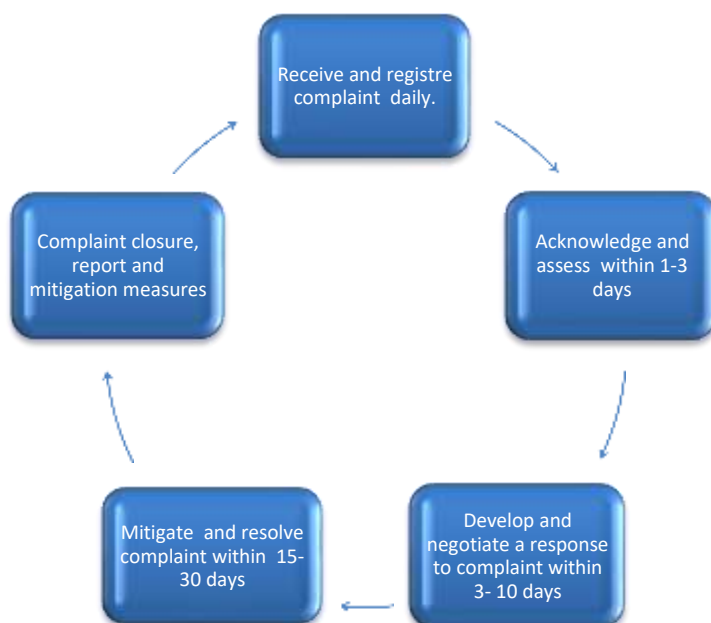 Receive and registre
complaint daily.
Acknowledge and
assess within 1-3
days
Develop and
negotiate a response
to complaint within
3- 10 days
Mitigate and resolve
complaint within 15-
30 days
Complaint closure,
report and
mitigation measures